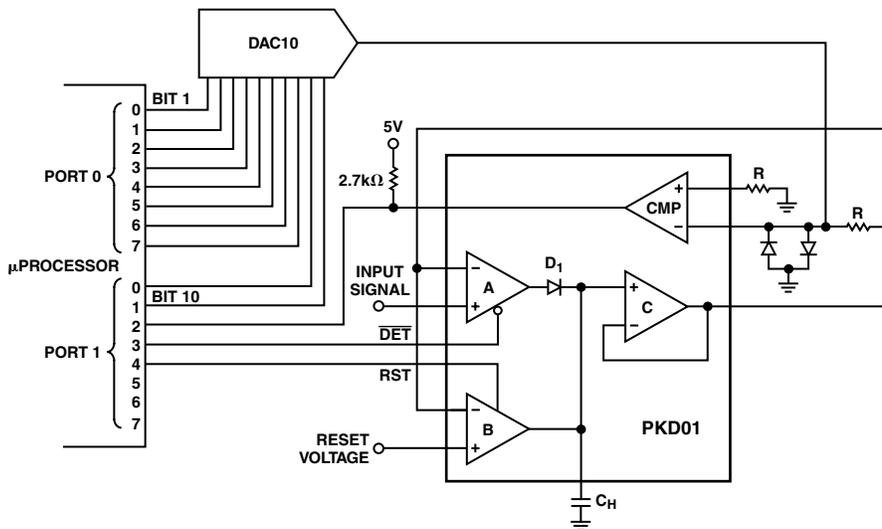 DAC10
BIT 1
0
1
2
3
4
5
6
7
PORT 0
5V
2.7kΩ
CMP
+
−
R
R
μPROCESSOR
0
BIT 10
1
2
3
4
5
6
7
PORT 1
INPUT
SIGNAL
DET
RST
−
+
A
D1
+
−
C
−
+
B
RESET
VOLTAGE
PKD01
CH